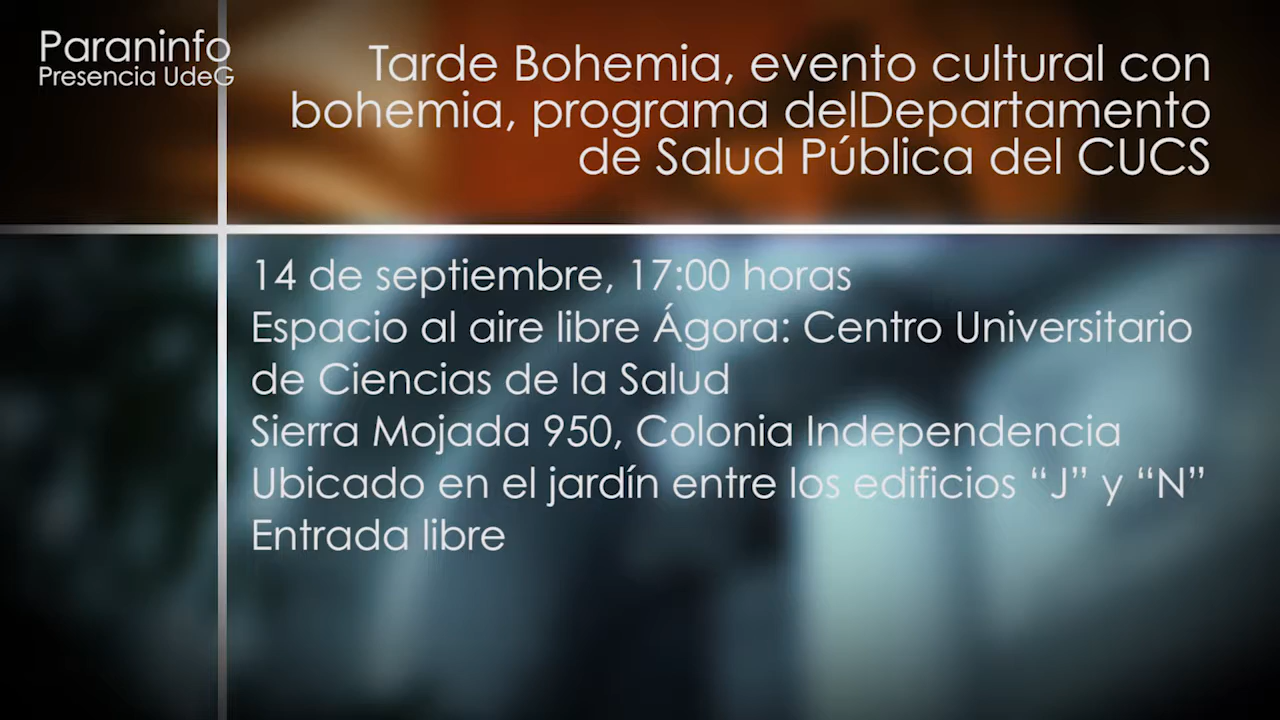 Paraninfo
Presencia UdeG
Tarde Bohemia, evento cultural con
bohemia, programa delDepartamento
de Salud Pública del CUCS
14 de septiembre, 17:00 horas
Espacio al aire libre Ágora: Centro Universitario
de Ciencias de la Salud
Sierra Mojada 950, Colonia Independencia
Ubicado en el jardín entre los edificios “J” y “N”
Entrada libre